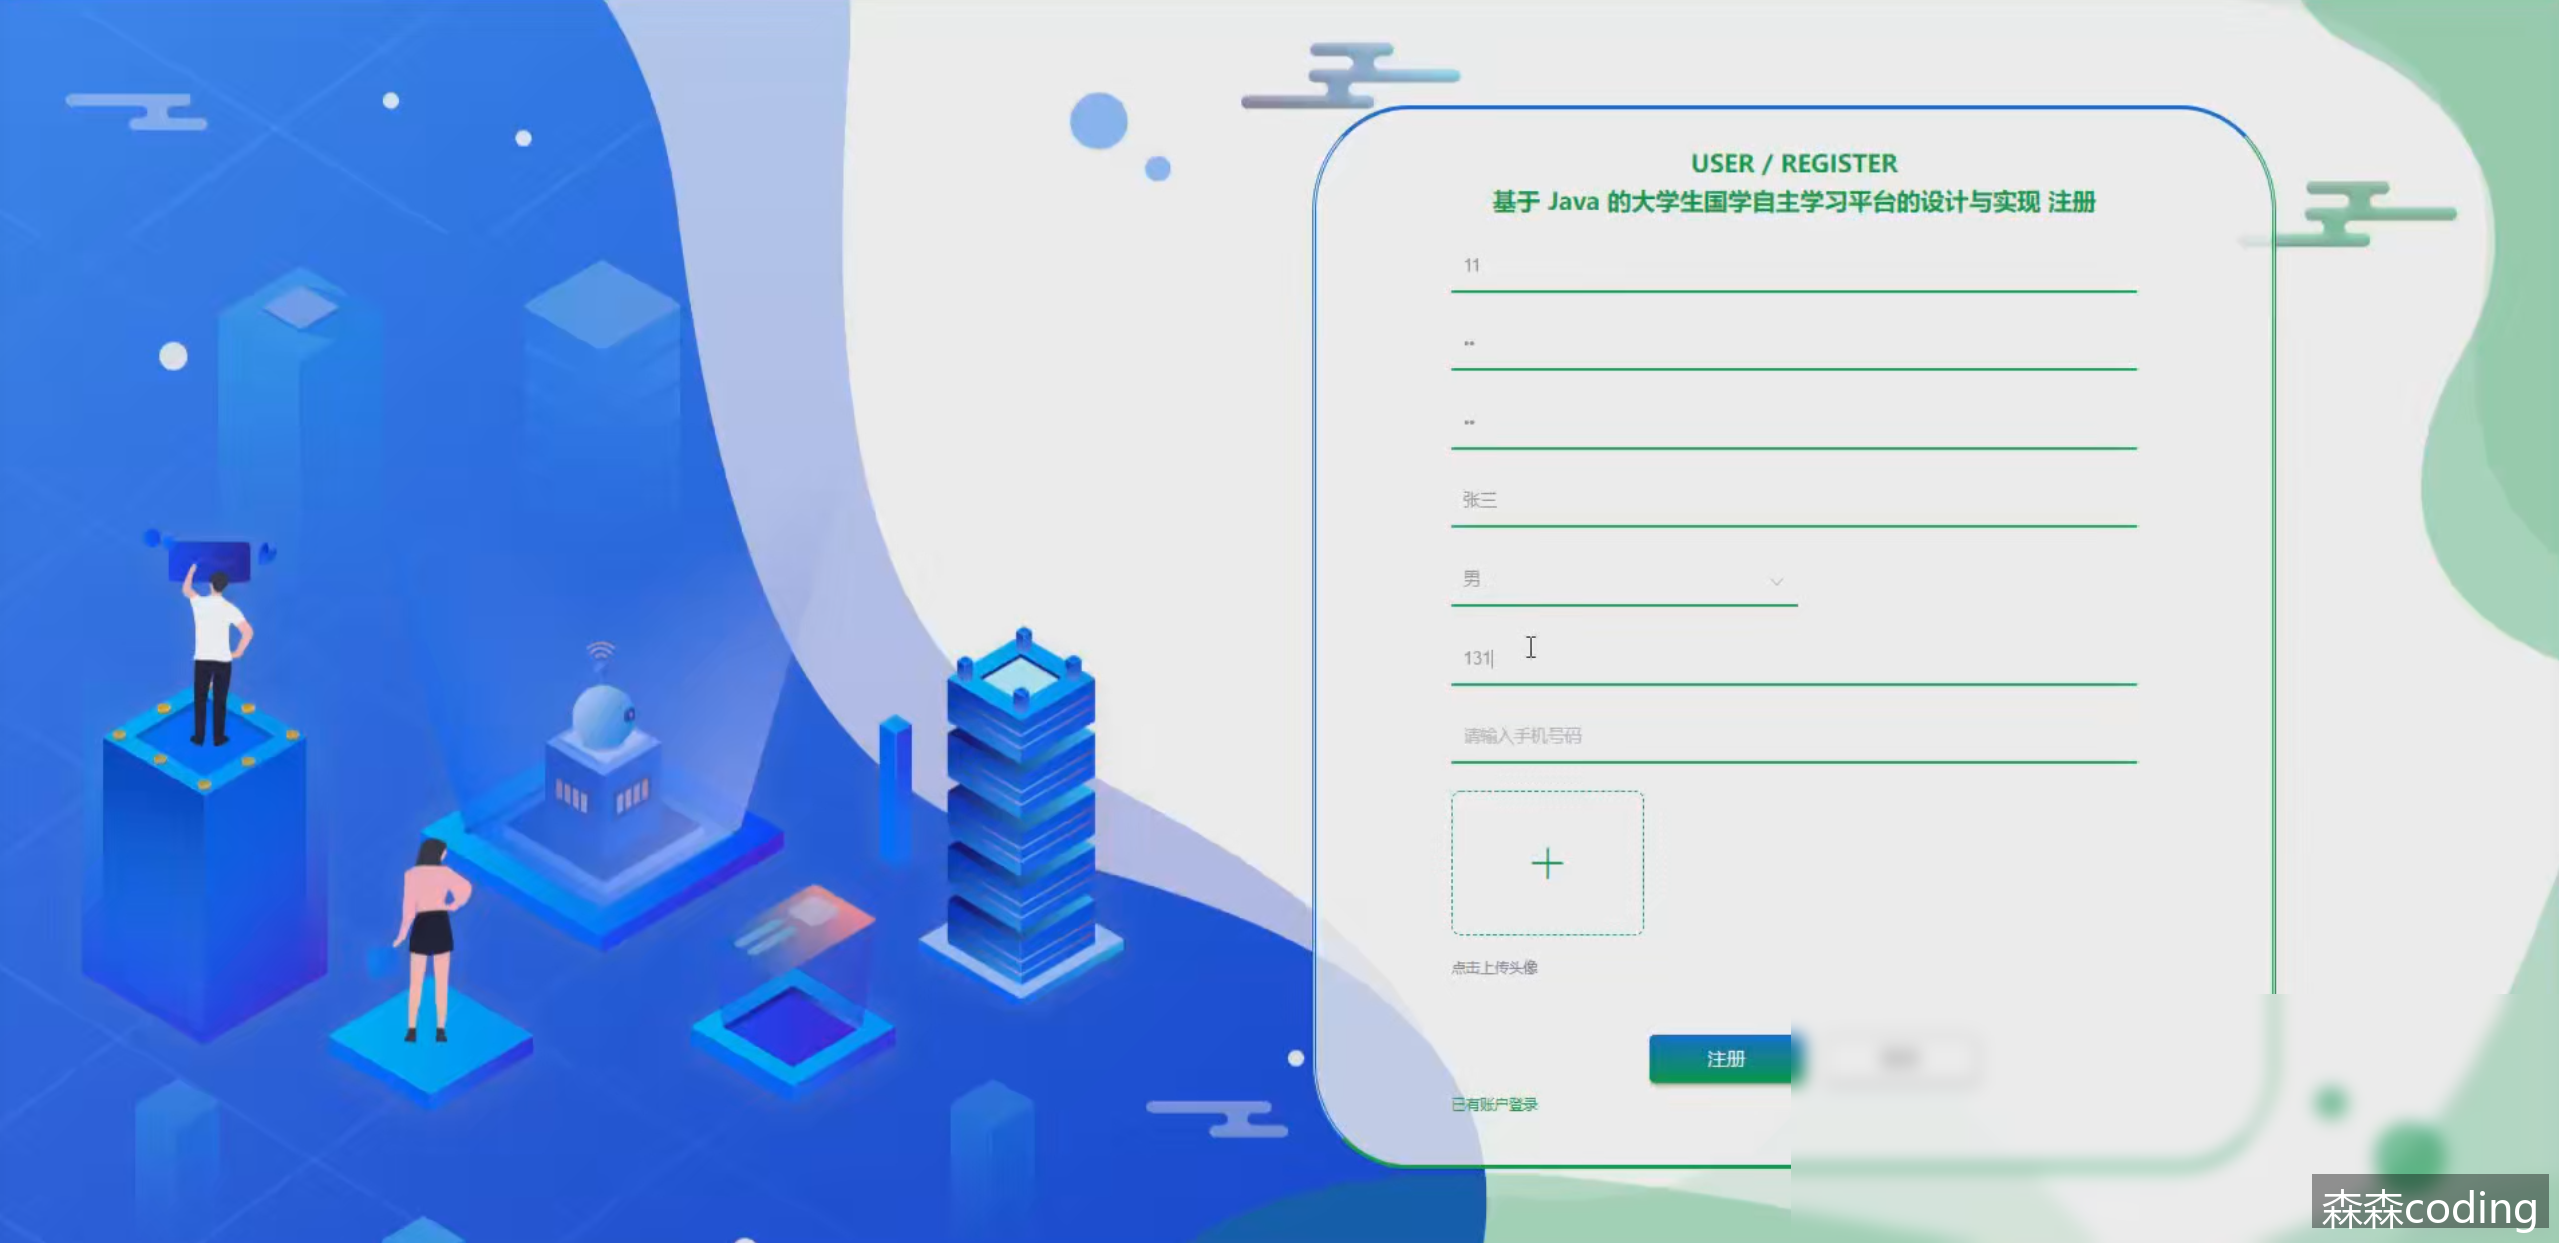 USER / REGISTER
基于 Java 的大学生国学自主学习平台的设计与实现 注册
11
••
••
张三
男
131
请输入手机号码
点击上传头像
注册
已有账户登录
森森coding